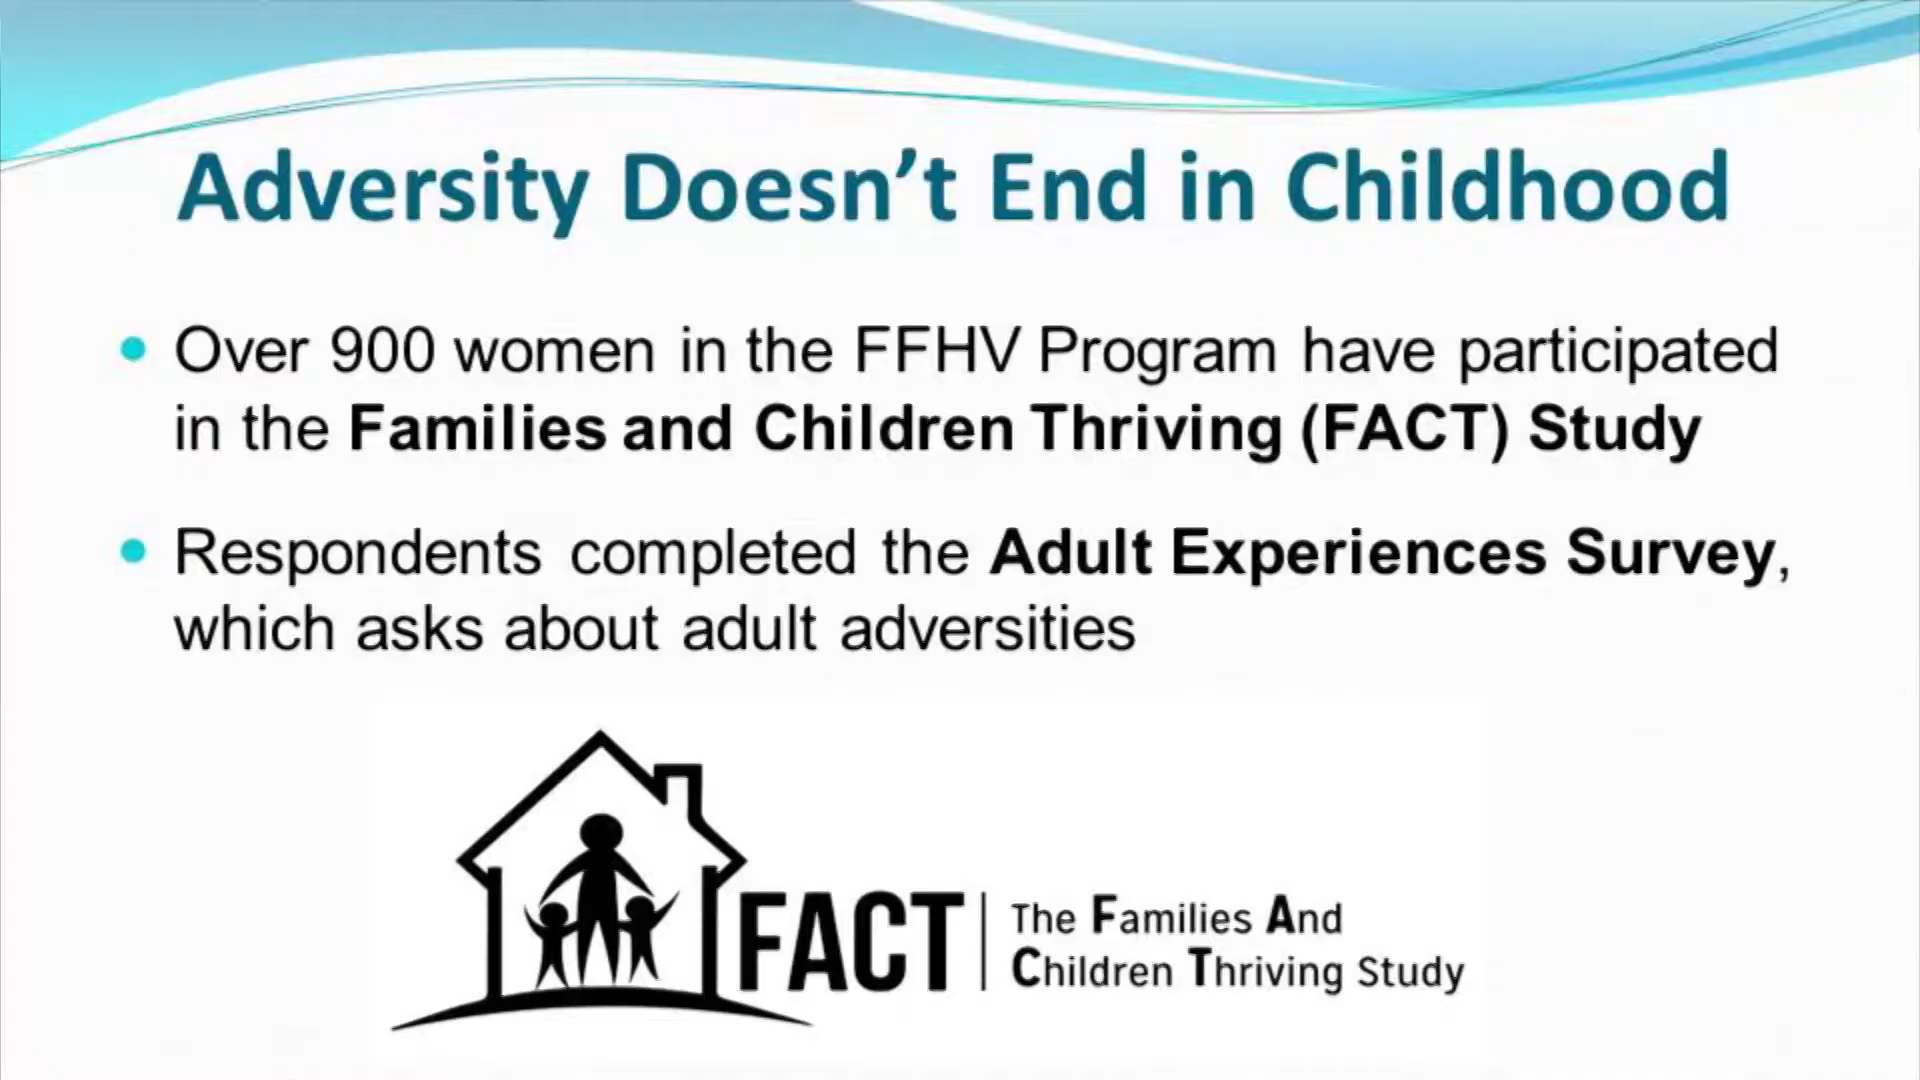 Adversity Doesn’t End in Childhood
Over 900 women in the FFHV Program have participated
in the Families and Children Thriving (FACT) Study
Respondents completed the Adult Experiences Survey,
which asks about adult adversities
FACT
The Families And
Children Thriving Study